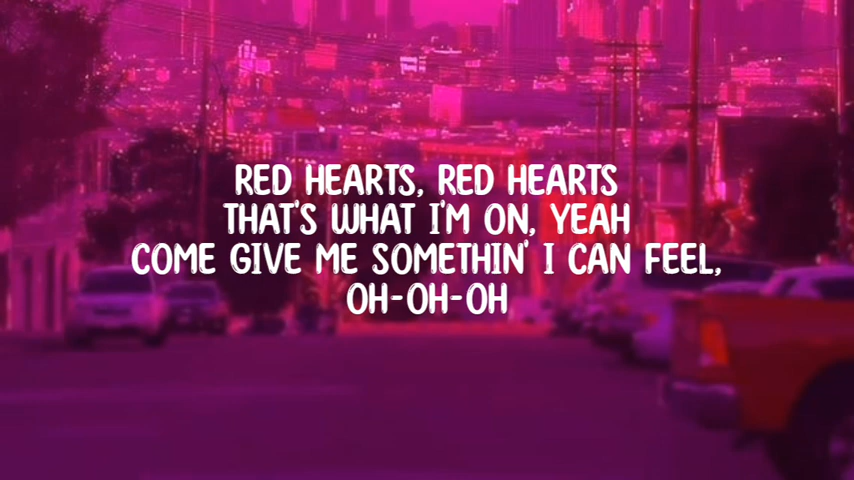 RED HEARTS, RED HEARTS
THAT'S WHAT I'M ON, YEAH
COME GIVE ME SOMETHIN' I CAN FEEL,
OH-OH-OH